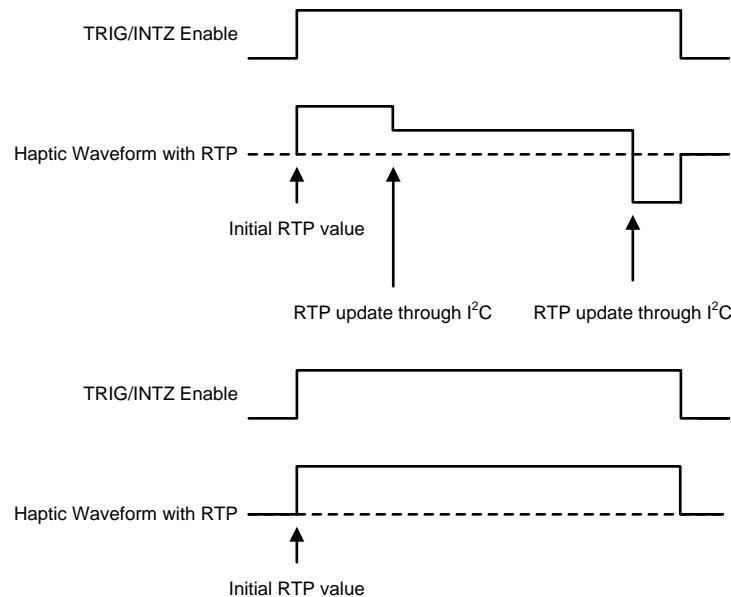 TRIG/INTZ Enable
Haptic Waveform with RTP
Initial RTP value
RTP update through I²C
RTP update through I²C
TRIG/INTZ Enable
Haptic Waveform with RTP
Initial RTP value